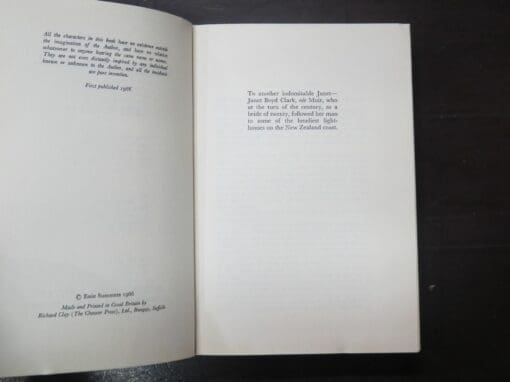 All the characters in this book have no existence outside
the imagination of the Author, and have no relation
whatsoever to anyone bearing the same name or names.
They are not even distantly inspired by any individual
known or unknown to the Author, and all the incidents
are pure invention.
First published 1966
© Essie Summers 1966
Made and Printed in Great Britain by
Richard Clay (The Chaucer Press), Ltd., Bungay, Suffolk
To another indomitable Janet—
Janet Boyd Clark, née Muir, who
at the turn of the century, as a
bride of twenty, followed her man
to some of the loneliest light-
houses on the New Zealand coast.